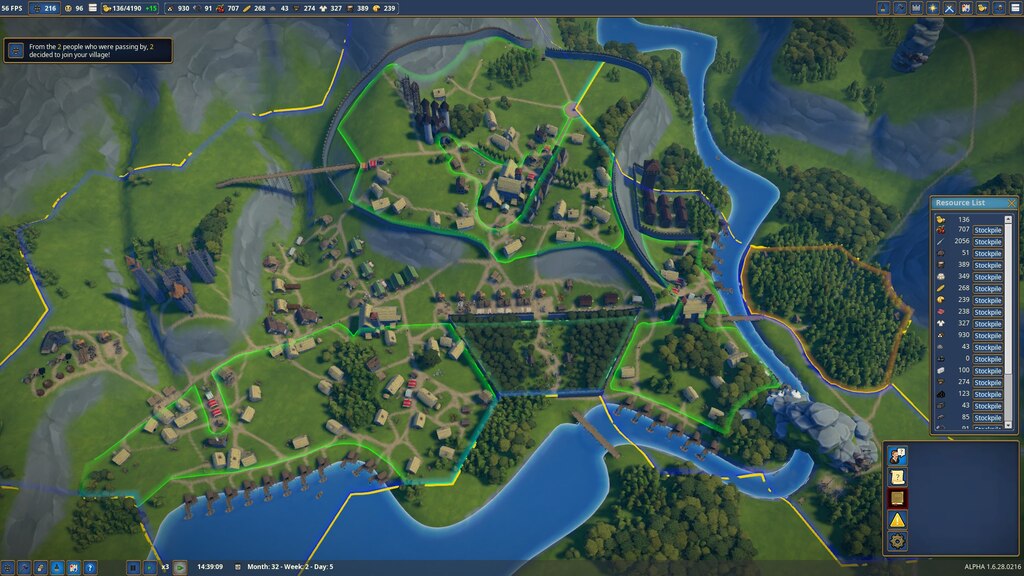 56 FPS 216 96 136/4190 +15 930 91 707 268 43 274 327 389 239
From the 2 people who were passing by, 2
decided to join your village!
Resource List
136
707 Stockpile
2056 Stockpile
51 Stockpile
389 Stockpile
349 Stockpile
268 Stockpile
239 Stockpile
238 Stockpile
327 Stockpile
930 Stockpile
43 Stockpile
0 Stockpile
100 Stockpile
274 Stockpile
123 Stockpile
43 Stockpile
85 Stockpile
91 Stockpile
x3 14:39:09 Month: 32 - Week: 2 - Day: 5
ALPHA 1.6.28.0216